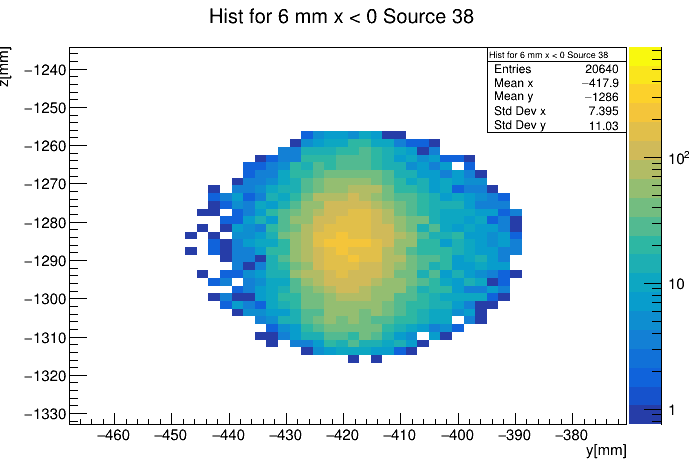 Hist for 6 mm x < 0 Source 38
z[mm]
Hist for 6 mm x < 0 Source 38
Entries 20640
Mean x −417.9
Mean y −1286
Std Dev x 7.395
Std Dev y 11.03
−1240
−1250
−1260
−1270
−1280
−1290
−1300
−1310
−1320
−1330
10²
10
1
−460 −450 −440 −430 −420 −410 −400 −390 −380
y[mm]